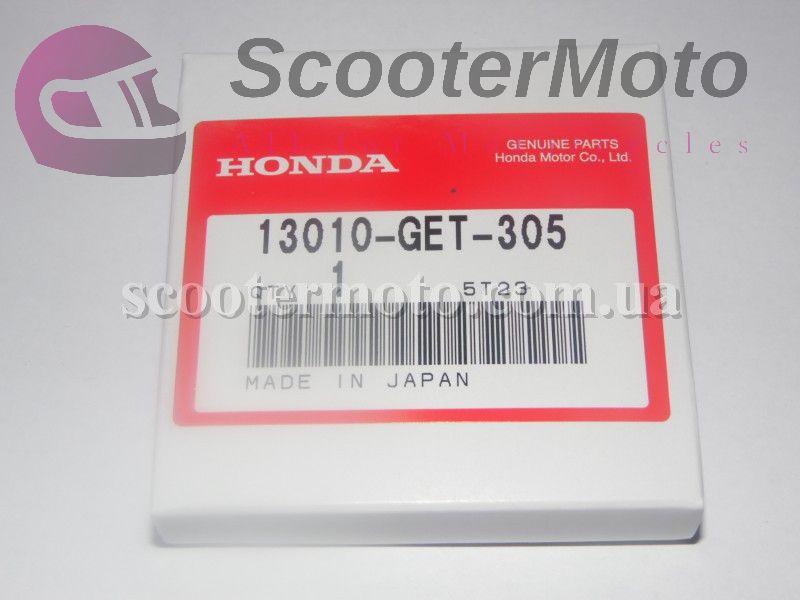 ScooterMoto
HONDA
GENUINE PARTS
Honda Motor Co., Ltd.
13010-GET-305
QTY 1 5T23
scootermoto.com.ua
MADE IN JAPAN